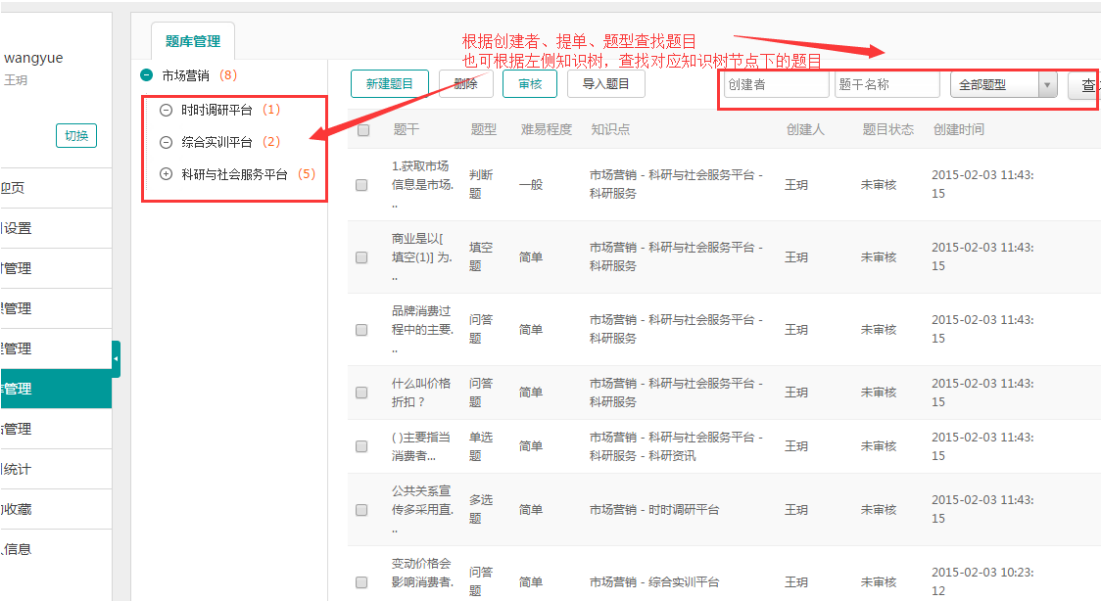 wangyue
王玥
切换
迎页
设置
管理
管理
管理
管理
管理
统计
收藏
信息
题库管理
市场营销 (8)
时时调研平台 (1)
综合实训平台 (2)
科研与社会服务平台 (5)
根据创建者、提单、题型查找题目
也可根据左侧知识树，查找对应知识树节点下的题目
新建题目 删除 审核 导入题目 创建者 题干名称 全部题型
题干 题型 难易程度 知识点 创建人 题目状态 创建时间
1.获取市场
信息是市场.
..
判断
题
一般
市场营销 - 科研与社会服务平台 -
科研服务
王玥
未审核
2015-02-03 11:43:
15
商业是以[
填空(1)] 为.
..
填空
题
简单
市场营销 - 科研与社会服务平台 -
科研服务
王玥
未审核
2015-02-03 11:43:
15
品牌消费过
程中的主要.
..
问答
题
简单
市场营销 - 科研与社会服务平台 -
科研服务
王玥
未审核
2015-02-03 11:43:
15
什么叫价格
折扣？
问答
题
简单
市场营销 - 科研与社会服务平台 -
科研服务
王玥
未审核
2015-02-03 11:43:
15
( )主要指当
消费者...
单选
题
简单
市场营销 - 科研与社会服务平台 -
科研服务 - 科研资讯
王玥
未审核
2015-02-03 11:43:
15
公共关系宣
传多采用直.
..
多选
题
简单
市场营销 - 时时调研平台
王玥
未审核
2015-02-03 11:43:
15
变动价格会
影响消费者.
问答
题
简单
市场营销 - 综合实训平台
王玥
未审核
2015-02-03 10:23:
12